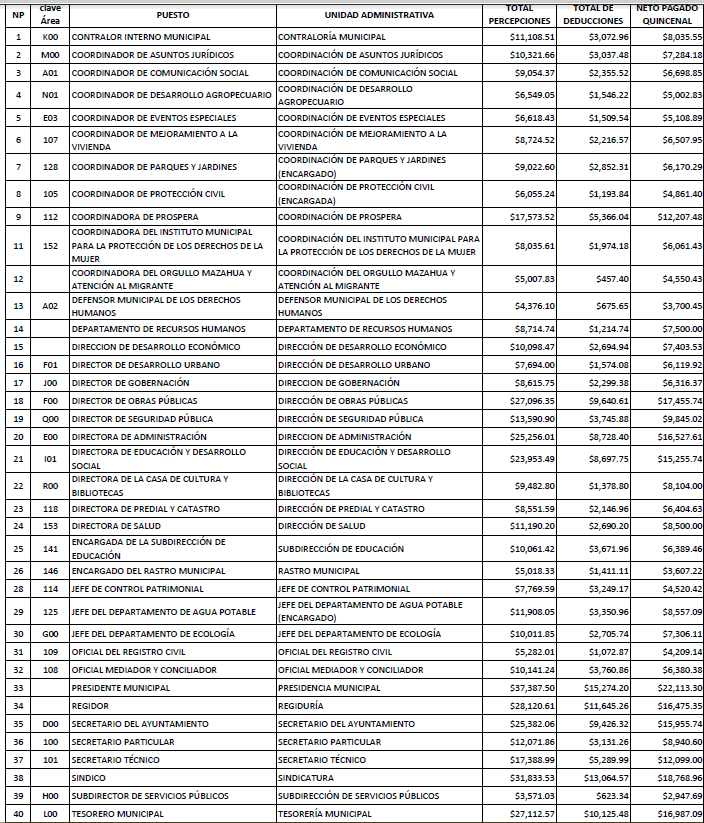 NP clave Área PUESTO UNIDAD ADMINISTRATIVA TOTAL PERCEPCIONES TOTAL DE DEDUCCIONES NETO PAGADO QUINCENAL
1 K00 CONTRALOR INTERNO MUNICIPAL CONTRALORÍA MUNICIPAL $11,108.51 $3,072.96 $8,035.55
2 M00 COORDINADOR DE ASUNTOS JURÍDICOS COORDINACIÓN DE ASUNTOS JURÍDICOS $10,321.66 $3,037.48 $7,284.18
3 A01 COORDINADOR DE COMUNICACIÓN SOCIAL COORDINACIÓN DE COMUNICACIÓN SOCIAL $9,054.37 $2,355.52 $6,698.85
4 N01 COORDINADOR DE DESARROLLO AGROPECUARIO COORDINACIÓN DE DESARROLLO AGROPECUARIO $6,549.05 $1,546.22 $5,002.83
5 E03 COORDINADOR DE EVENTOS ESPECIALES COORDINACIÓN DE EVENTOS ESPECIALES $6,618.43 $1,509.54 $5,108.89
6 107 COORDINADOR DE MEJORAMIENTO A LA VIVIENDA COORDINACIÓN DE MEJORAMIENTO A LA VIVIENDA $8,724.52 $2,216.57 $6,507.95
7 128 COORDINADOR DE PARQUES Y JARDINES COORDINACIÓN DE PARQUES Y JARDINES (ENCARGADO) $9,022.60 $2,852.31 $6,170.29
8 105 COORDINADOR DE PROTECCIÓN CIVIL COORDINACIÓN DE PROTECCIÓN CIVIL (ENCARGADA) $6,055.24 $1,193.84 $4,861.40
9 112 COORDINADORA DE PROSPERA COORDINACIÓN DE PROSPERA $17,573.52 $5,366.04 $12,207.48
11 152 COORDINADORA DEL INSTITUTO MUNICIPAL PARA LA PROTECCIÓN DE LOS DERECHOS DE LA MUJER COORDINACIÓN DEL INSTITUTO MUNICIPAL PARA LA PROTECCIÓN DE LOS DERECHOS DE LA MUJER $8,035.61 $1,974.18 $6,061.43
12 COORDINADORA DEL ORGULLO MAZAHUA Y ATENCIÓN AL MIGRANTE COORDINACIÓN DEL ORGULLO MAZAHUA Y ATENCIÓN AL MIGRANTE $5,007.83 $457.40 $4,550.43
13 A02 DEFENSOR MUNICIPAL DE LOS DERECHOS HUMANOS DEFENSOR MUNICIPAL DE LOS DERECHOS HUMANOS $4,376.10 $675.65 $3,700.45
14 DEPARTAMENTO DE RECURSOS HUMANOS DEPARTAMENTO DE RECURSOS HUMANOS $8,714.74 $1,214.74 $7,500.00
15 DIRECCION DE DESARROLLO ECONÓMICO DIRECCIÓN DE DESARROLLO ECONÓMICO $10,098.47 $2,694.94 $7,403.53
16 F01 DIRECTOR DE DESARROLLO URBANO DIRECCIÓN DE DESARROLLO URBANO $7,694.00 $1,574.08 $6,119.92
17 J00 DIRECTOR DE GOBERNACIÓN DIRECCION DE GOBERNACIÓN $8,615.75 $2,299.38 $6,316.37
18 F00 DIRECTOR DE OBRAS PÚBLICAS DIRECCIÓN DE OBRAS PÚBLICAS $27,096.35 $9,640.61 $17,455.74
19 Q00 DIRECTOR DE SEGURIDAD PÚBLICA DIRECCIÓN DE SEGURIDAD PÚBLICA $13,590.90 $3,745.88 $9,845.02
20 E00 DIRECTORA DE ADMINISTRACIÓN DIRECCION DE ADMINISTRACIÓN $25,256.01 $8,728.40 $16,527.61
21 I01 DIRECTORA DE EDUCACIÓN Y DESARROLLO SOCIAL DIRECCIÓN DE EDUCACIÓN Y DESARROLLO SOCIAL $23,953.49 $8,697.75 $15,255.74
22 R00 DIRECTORA DE LA CASA DE CULTURA Y BIBLIOTECAS DIRECCIÓN DE LA CASA DE CULTURA Y BIBLIOTECAS $9,482.80 $1,378.80 $8,104.00
23 118 DIRECTORA DE PREDIAL Y CATASTRO DIRECCIÓN DE PREDIAL Y CATASTRO $8,551.59 $2,146.96 $6,404.63
24 153 DIRECTORA DE SALUD DIRECCIÓN DE SALUD $11,190.20 $2,690.20 $8,500.00
25 141 ENCARGADA DE LA SUBDIRECCIÓN DE EDUCACIÓN SUBDIRECCIÓN DE EDUCACIÓN $10,061.42 $3,671.96 $6,389.46
26 146 ENCARGADO DEL RASTRO MUNICIPAL RASTRO MUNICIPAL $5,018.33 $1,411.11 $3,607.22
28 114 JEFE DE CONTROL PATRIMONIAL JEFE DE CONTROL PATRIMONIAL $7,769.59 $3,249.17 $4,520.42
29 125 JEFE DEL DEPARTAMENTO DE AGUA POTABLE JEFE DEL DEPARTAMENTO DE AGUA POTABLE (ENCARGADO) $11,908.05 $3,350.96 $8,557.09
30 G00 JEFE DEL DEPARTAMENTO DE ECOLOGÍA JEFE DEL DEPARTAMENTO DE ECOLOGÍA $10,011.85 $2,705.74 $7,306.11
31 109 OFICIAL DEL REGISTRO CIVIL OFICIAL DEL REGISTRO CIVIL $5,282.01 $1,072.87 $4,209.14
32 108 OFICIAL MEDIADOR Y CONCILIADOR OFICIAL MEDIADOR Y CONCILIADOR $10,141.24 $3,760.86 $6,380.38
33 PRESIDENTE MUNICIPAL PRESIDENCIA MUNICIPAL $37,387.50 $15,274.20 $22,113.30
34 REGIDOR REGIDURÍA $28,120.61 $11,645.26 $16,475.35
35 D00 SECRETARIO DEL AYUNTAMIENTO SECRETARIO DEL AYUNTAMIENTO $25,382.06 $9,426.32 $15,955.74
36 100 SECRETARIO PARTICULAR SECRETARIO PARTICULAR $12,071.86 $3,131.26 $8,940.60
37 101 SECRETARIO TÉCNICO SECRETARIO TÉCNICO $17,388.99 $5,289.99 $12,099.00
38 SINDICO SINDICATURA $31,833.53 $13,064.57 $18,768.96
39 H00 SUBDIRECTOR DE SERVICIOS PÚBLICOS SUBDIRECCIÓN DE SERVICIOS PÚBLICOS $3,571.03 $623.34 $2,947.69
40 L00 TESORERO MUNICIPAL TESORERÍA MUNICIPAL $27,112.57 $10,125.48 $16,987.09